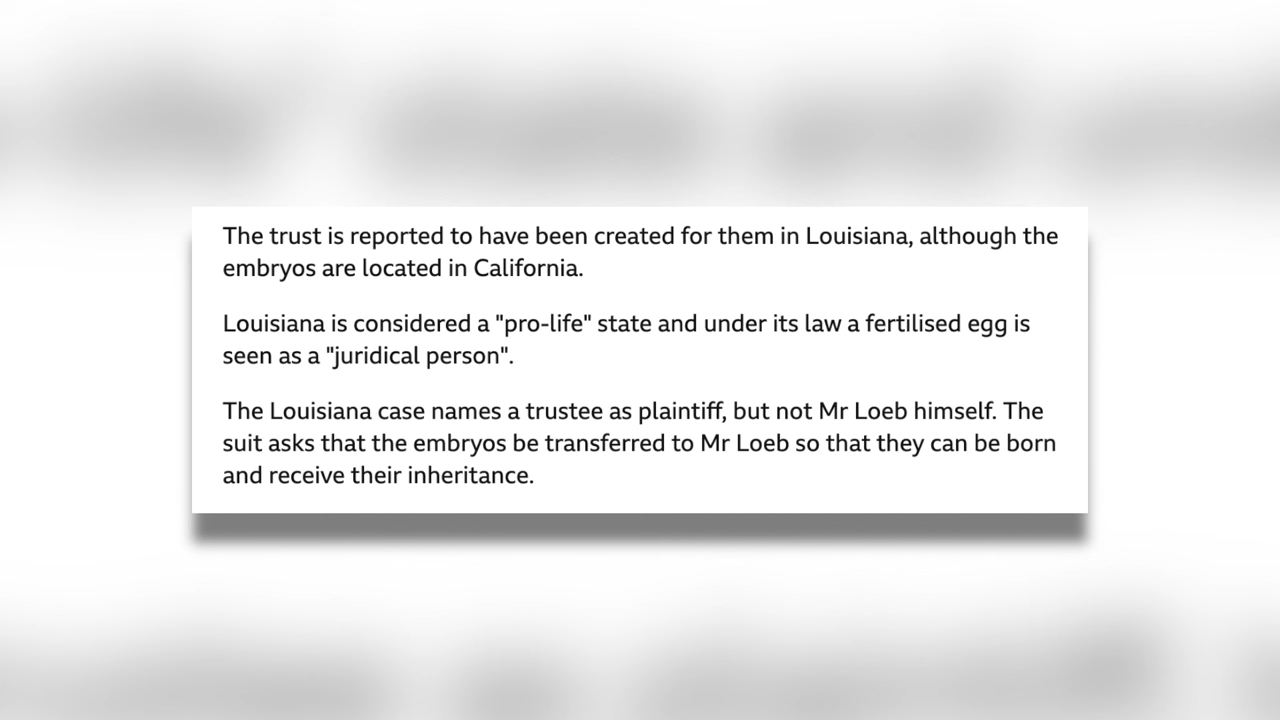 The trust is reported to have been created for them in Louisiana, although the
embryos are located in California.
Louisiana is considered a "pro-life" state and under its law a fertilised egg is
seen as a "juridical person".
The Louisiana case names a trustee as plaintiff, but not Mr Loeb himself. The
suit asks that the embryos be transferred to Mr Loeb so that they can be born
and receive their inheritance.